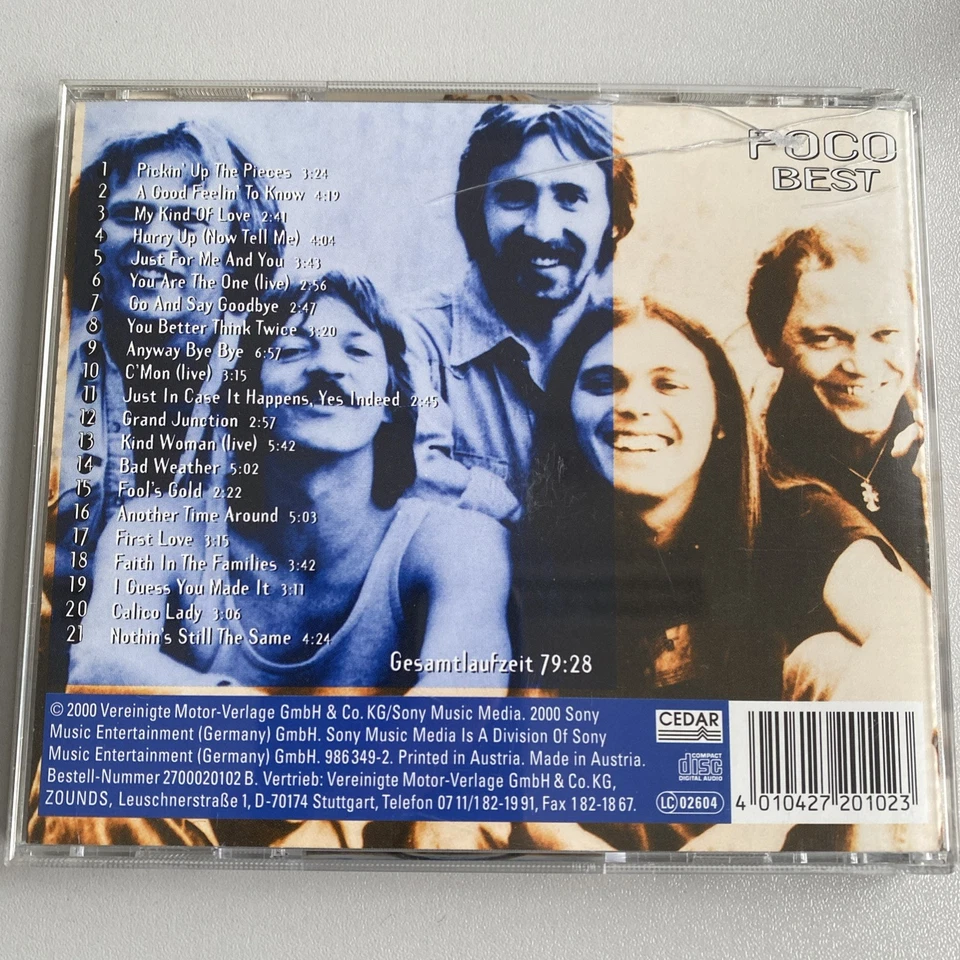 POCO
BEST
1 Pickin' Up The Pieces 3:24
2 A Good Feelin' To Know 4:19
3 My Kind Of Love 2:41
4 Hurry Up (Now Tell Me) 4:04
5 Just For Me And You 3:43
6 You Are The One (live) 2:56
7 Go And Say Goodbye 2:47
8 You Better Think Twice 3:20
9 Anyway Bye Bye 6:57
10 C'Mon (live) 3:15
11 Just In Case It Happens, Yes Indeed 2:45
12 Grand Junction 2:57
13 Kind Woman (live) 5:42
14 Bad Weather 5:02
15 Fool's Gold 2:22
16 Another Time Around 5:03
17 First Love 3:15
18 Faith In The Families 3:42
19 I Guess You Made It 3:11
20 Calico Lady 3:06
21 Nothin's Still The Same 4:24
Gesamtlaufzeit 79:28
© 2000 Vereinigte Motor-Verlage GmbH & Co. KG/Sony Music Media. 2000 Sony
Music Entertainment (Germany) GmbH. Sony Music Media Is A Division Of Sony
Music Entertainment (Germany) GmbH. 986 349-2. Printed in Austria. Made in Austria.
Bestell-Nummer 2700020102 B. Vertrieb: Vereinigte Motor-Verlage GmbH & Co. KG,
ZOUNDS, Leuschnerstraße 1, D-70174 Stuttgart, Telefon 07 11/1 82-19 91, Fax 1 82-18 67.
CEDAR
COMPACT
disc
DIGITAL AUDIO
LC 02604
4 010427 201023